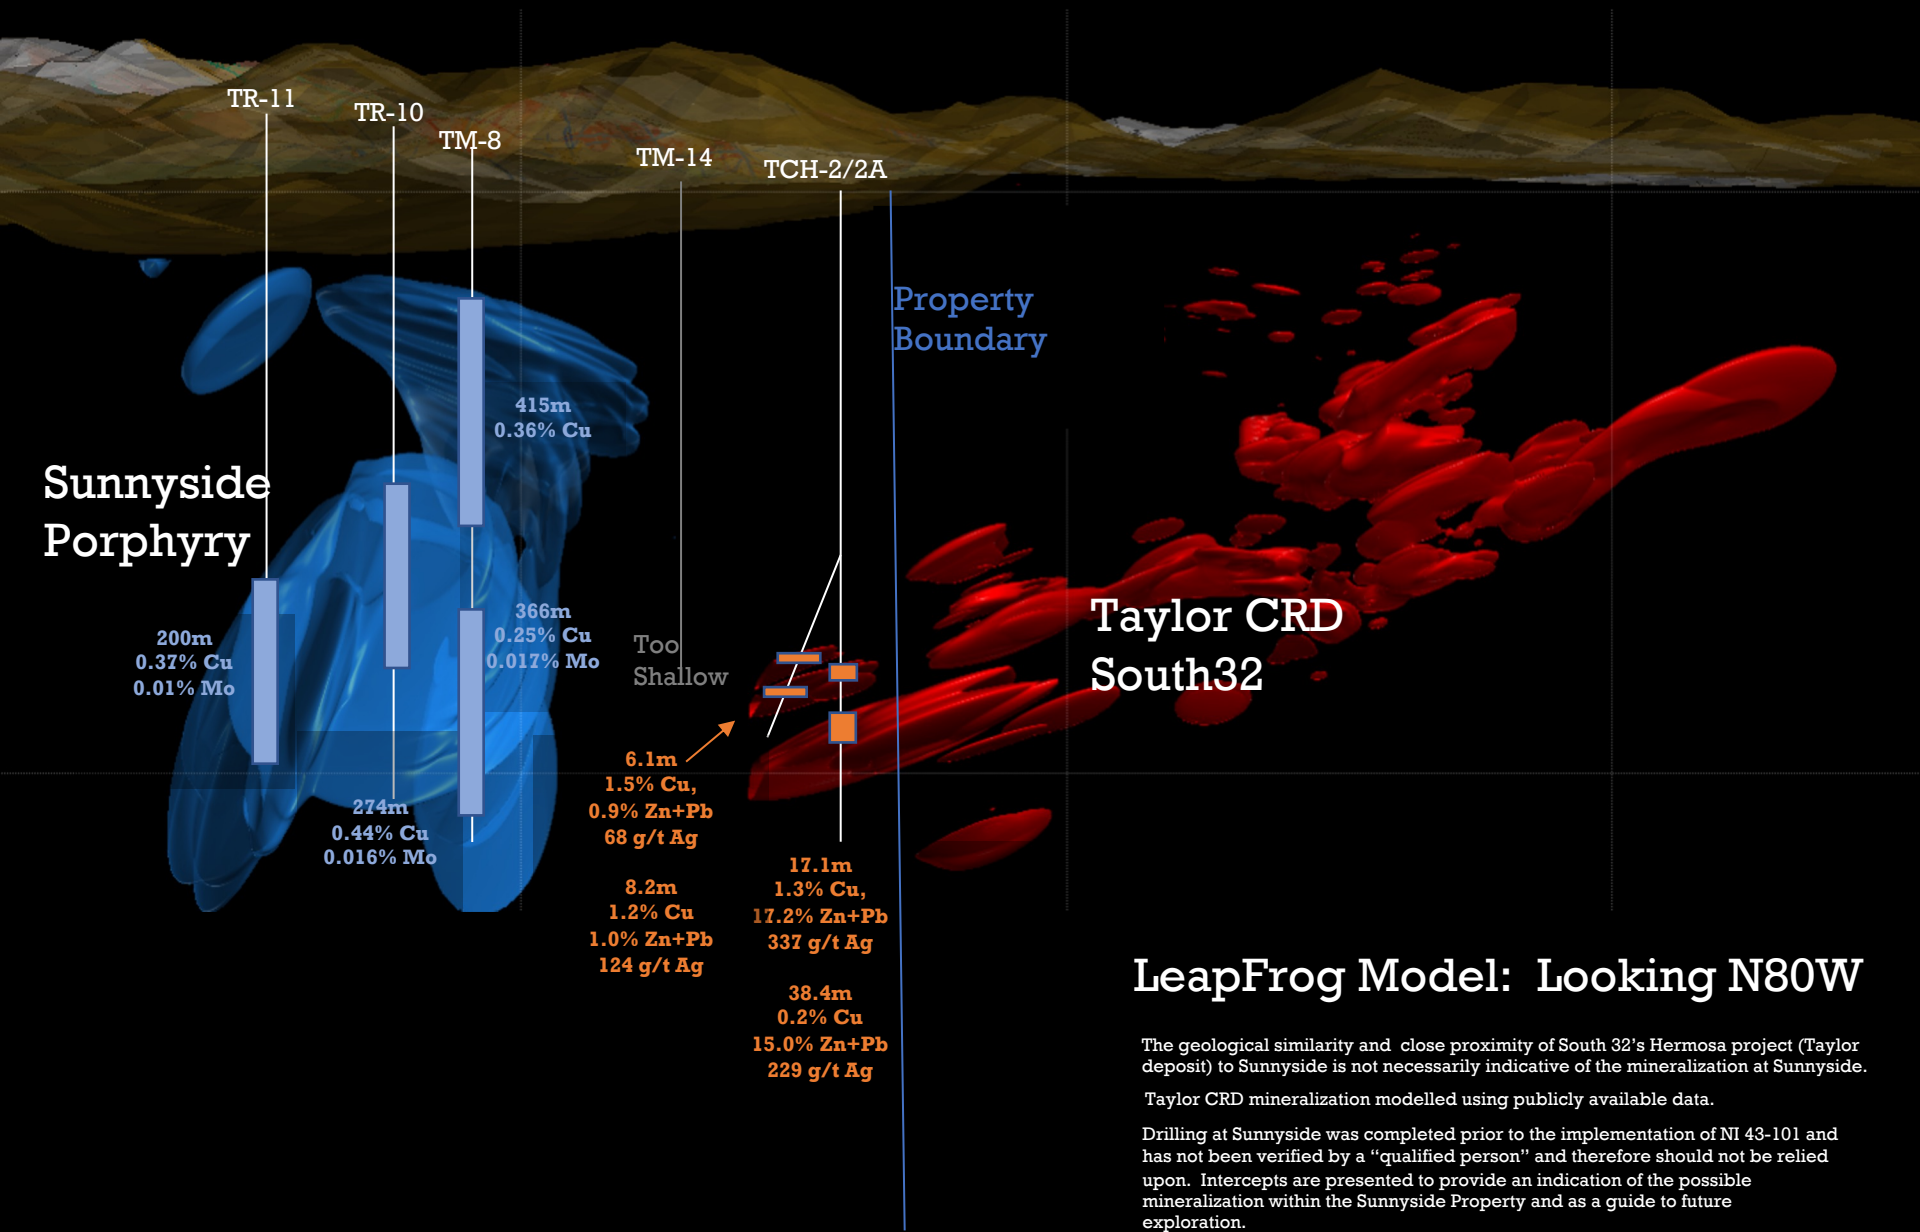 TR-11
TR-10
TM-8
TM-14
TCH-2/2A
Property
Boundary
415m
0.36% Cu
Sunnyside
Porphyry
366m
0.25% Cu
0.017% Mo
200m
0.37% Cu
0.01% Mo
Too
Shallow
Taylor CRD
South32
274m
0.44% Cu
0.016% Mo
6.1m
1.5% Cu,
0.9% Zn+Pb
68 g/t Ag
8.2m
1.2% Cu
1.0% Zn+Pb
124 g/t Ag
17.1m
1.3% Cu,
17.2% Zn+Pb
337 g/t Ag
38.4m
0.2% Cu
15.0% Zn+Pb
229 g/t Ag
LeapFrog Model:  Looking N80W
The geological similarity and  close proximity of South 32’s Hermosa project (Taylor
deposit) to Sunnyside is not necessarily indicative of the mineralization at Sunnyside.
Taylor CRD mineralization modelled using publicly available data.
Drilling at Sunnyside was completed prior to the implementation of NI 43-101 and
has not been verified by a “qualified person” and therefore should not be relied
upon.  Intercepts are presented to provide an indication of the possible
mineralization within the Sunnyside Property and as a guide to future
exploration.